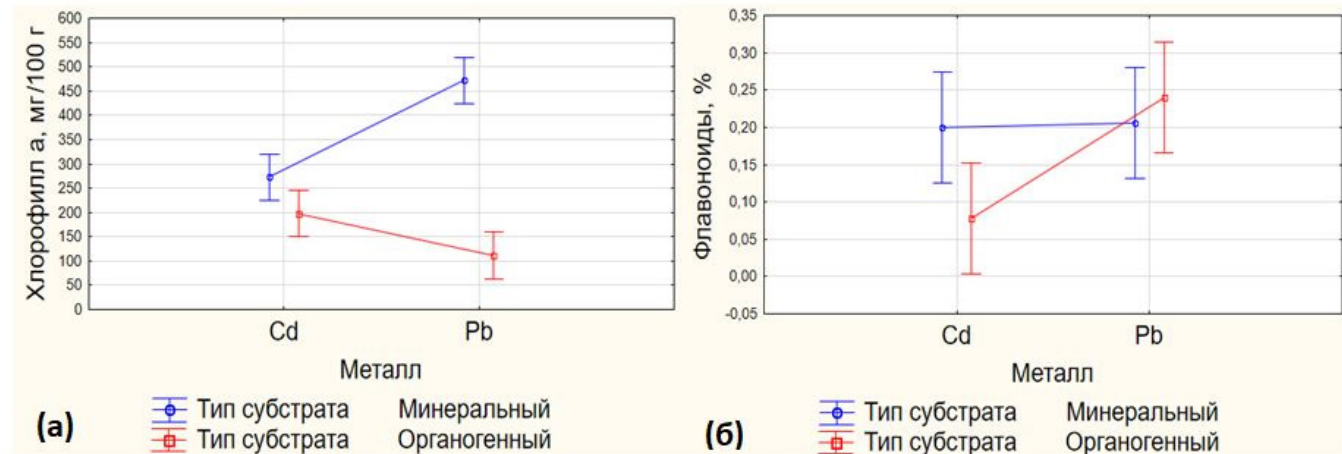 Хлорофилл a, мг/100 г
600
550
500
450
400
350
300
250
200
150
100
50
0
Cd Pb
Металл
Тип субстрата Минеральный
Тип субстрата Органогенный
(а)
Флавоноиды, %
0,35
0,30
0,25
0,20
0,15
0,10
0,05
0,00
-0,05
Cd Pb
Металл
Тип субстрата Минеральный
Тип субстрата Органогенный
(б)